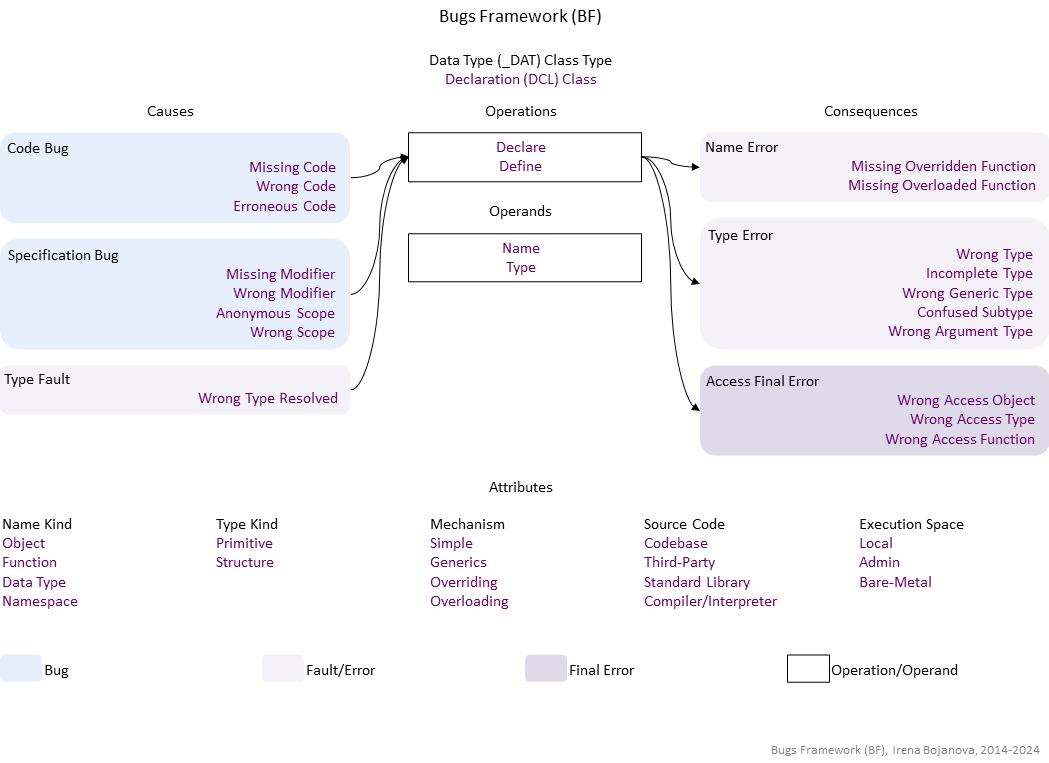 Bugs Framework (BF)
Data Type (_DAT) Class Type
Declaration (DCL) Class
Causes
Operations
Consequences
Code Bug
Missing Code
Wrong Code
Erroneous Code
Specification Bug
Missing Modifier
Wrong Modifier
Anonymous Scope
Wrong Scope
Type Fault
Wrong Type Resolved
Declare
Define
Operands
Name
Type
Name Error
Missing Overridden Function
Missing Overloaded Function
Type Error
Wrong Type
Incomplete Type
Wrong Generic Type
Confused Subtype
Wrong Argument Type
Access Final Error
Wrong Access Object
Wrong Access Type
Wrong Access Function
Attributes
Name Kind
Object
Function
Data Type
Namespace
Type Kind
Primitive
Structure
Mechanism
Simple
Generics
Overriding
Overloading
Source Code
Codebase
Third-Party
Standard Library
Compiler/Interpreter
Execution Space
Local
Admin
Bare-Metal
Bug
Fault/Error
Final Error
Operation/Operand
Bugs Framework (BF), Irena Bojanova, 2014-2024